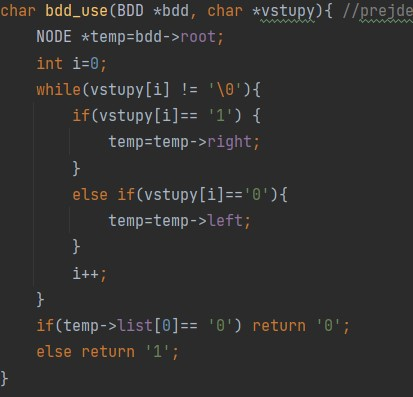 char bdd_use(BDD *bdd, char *vstupy){ //prejde
    NODE *temp=bdd->root;
    int i=0;
    while(vstupy[i] != '\0'){
        if(vstupy[i]== '1') {
            temp=temp->right;
        }
        else if(vstupy[i]=='0'){
            temp=temp->left;
        }
        i++;
    }
    if(temp->list[0]== '0') return '0';
    else return '1';
}